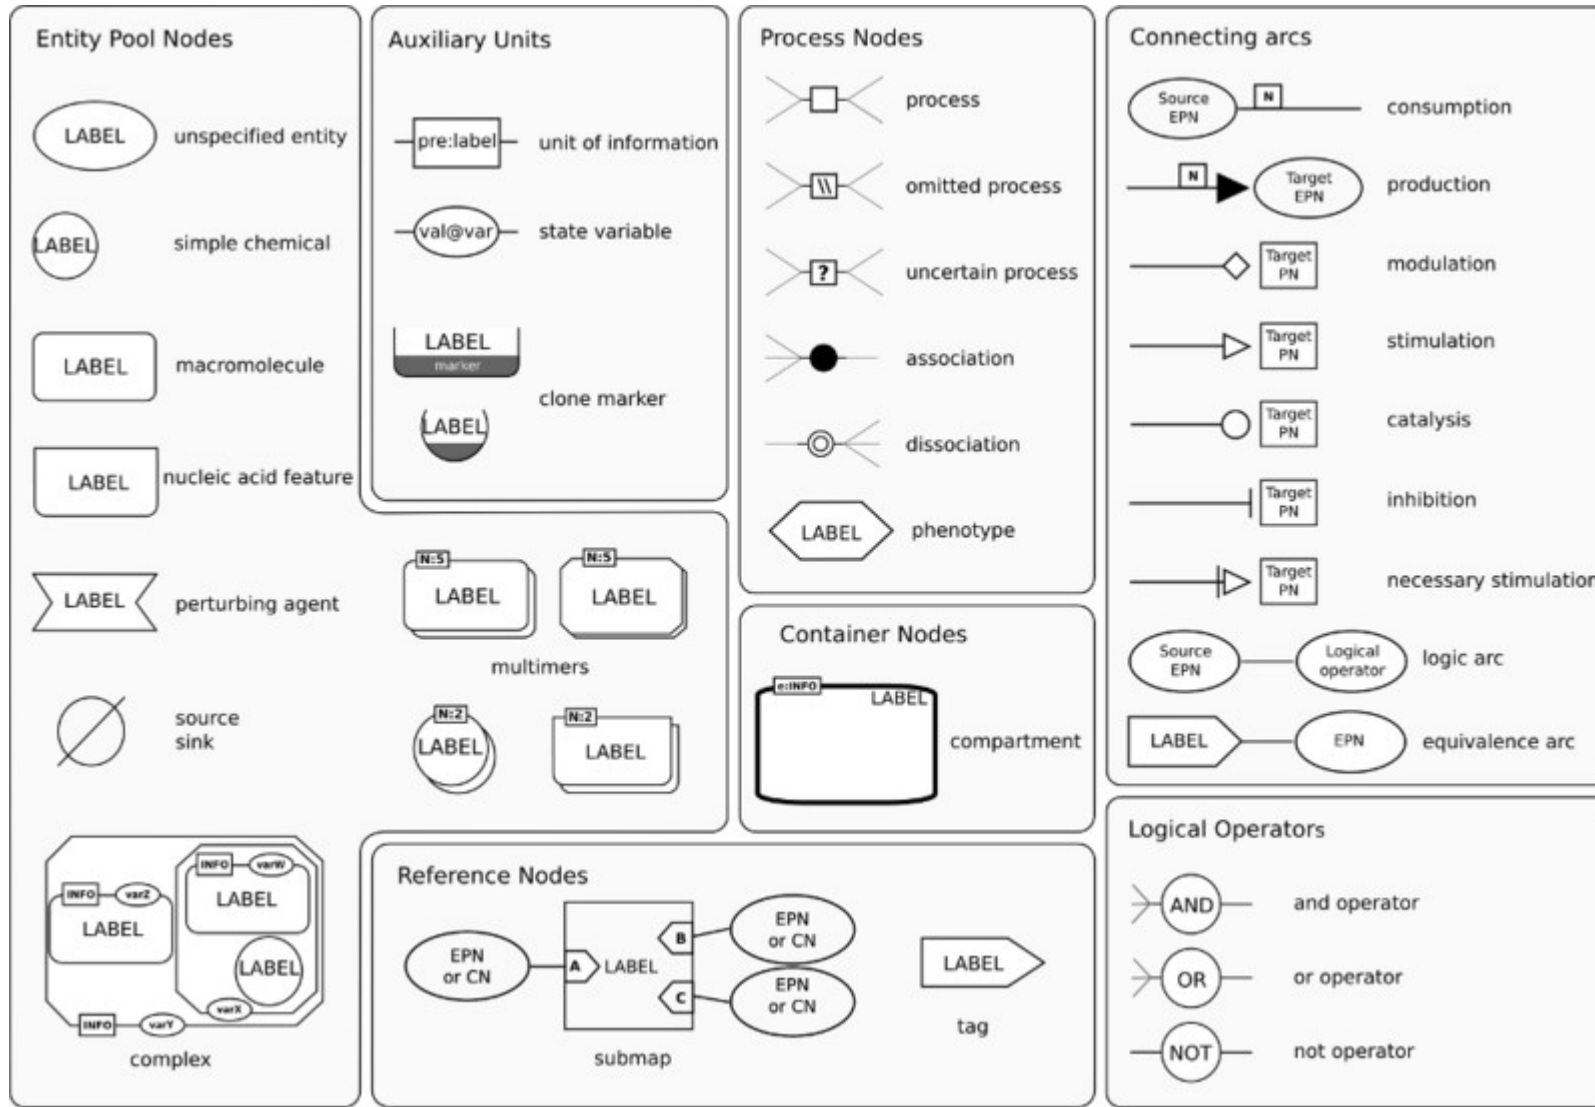 Entity Pool Nodes
LABEL
unspecified entity
LABEL
simple chemical
LABEL
macromolecule
LABEL
nucleic acid feature
LABEL
perturbing agent
source
sink
INFO
varZ
LABEL
INFO
varW
LABEL
LABEL
varX
INFO
varY
complex
Auxiliary Units
pre:label
unit of information
val@var
state variable
LABEL
marker
clone marker
LABEL
N:5
LABEL
N:5
LABEL
multimers
N:2
LABEL
N:2
LABEL
Process Nodes
process
\\
omitted process
?
uncertain process
association
dissociation
LABEL
phenotype
Container Nodes
e:INFO
LABEL
compartment
Reference Nodes
EPN
or CN
A
LABEL
B
C
EPN
or CN
EPN
or CN
submap
LABEL
tag
Connecting arcs
Source
EPN
N
consumption
N
Target
EPN
production
Target
PN
modulation
Target
PN
stimulation
Target
PN
catalysis
Target
PN
inhibition
Target
PN
necessary stimulation
Source
EPN
Logical
operator
logic arc
LABEL
EPN
equivalence arc
Logical Operators
AND
and operator
OR
or operator
NOT
not operator